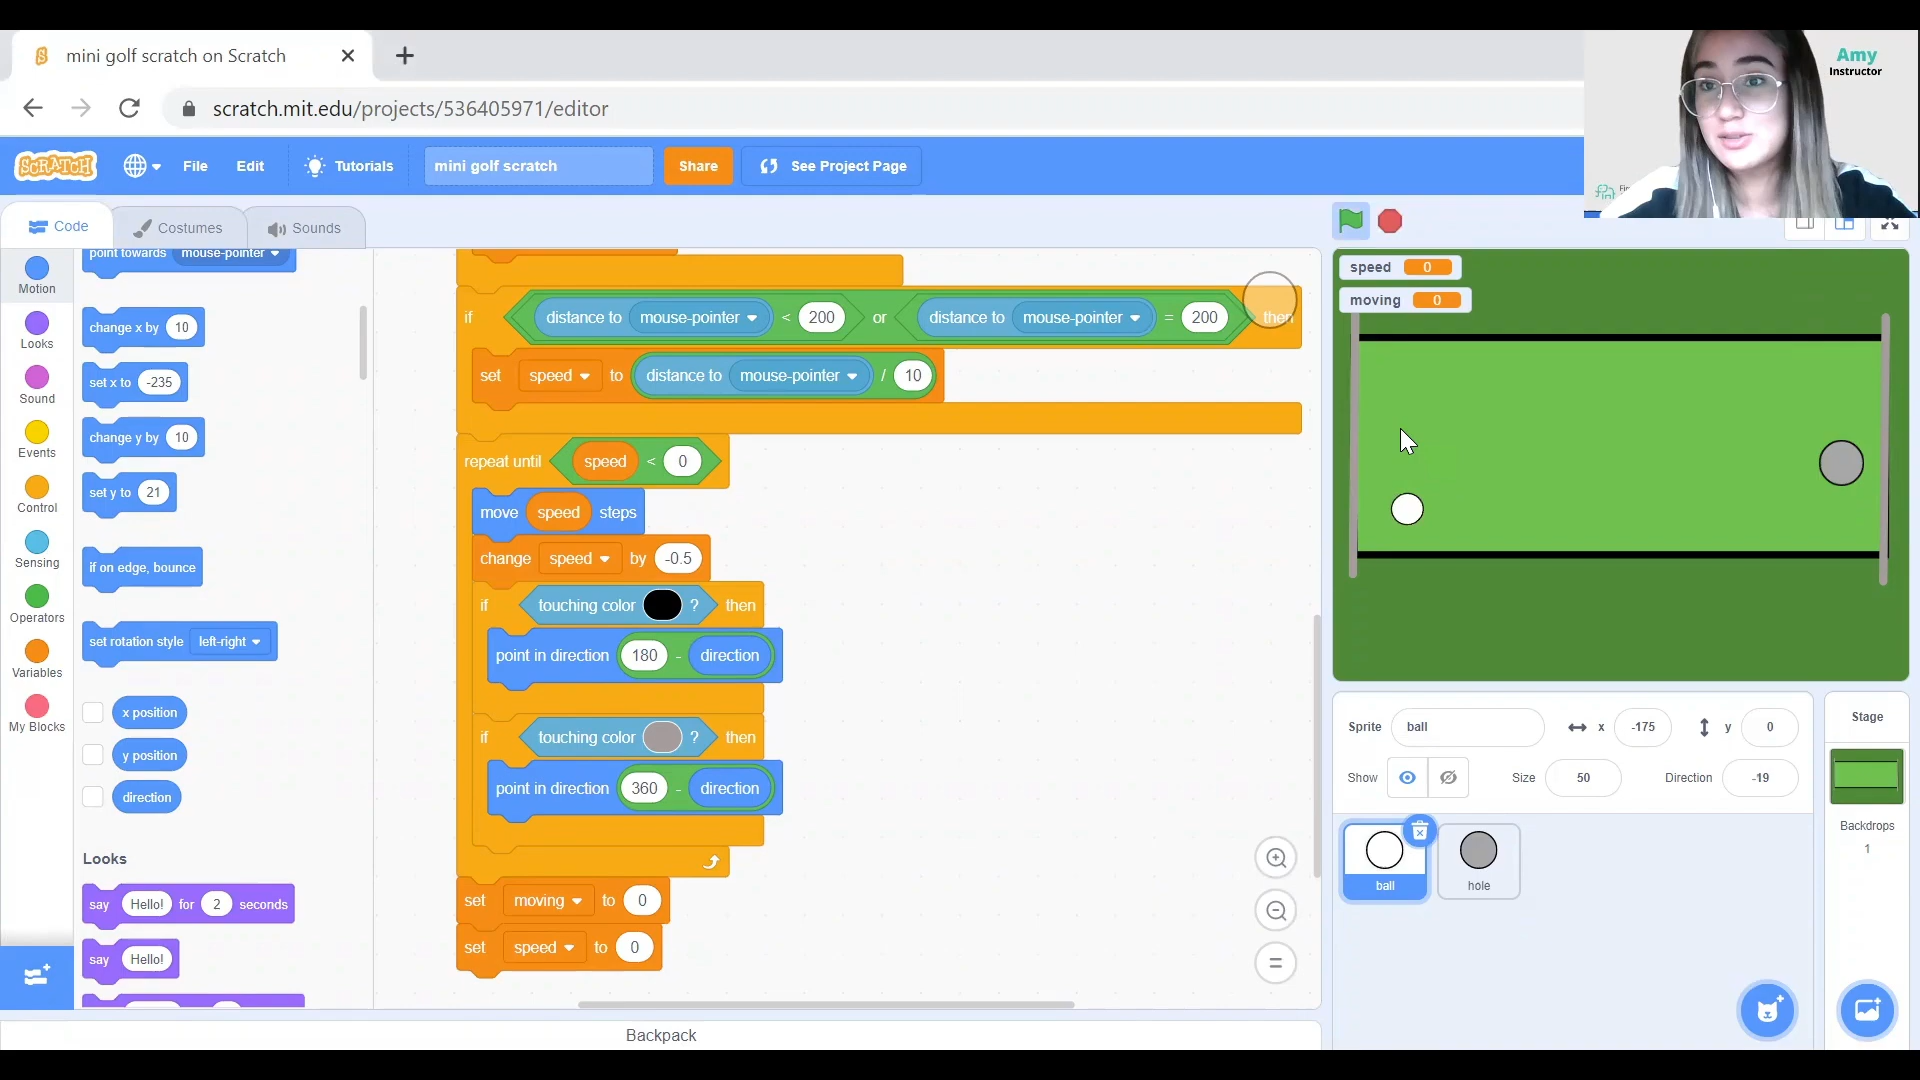 mini golf scratch on Scratch
Amy
Instructor
scratch.mit.edu/projects/536405971/editor
SCRATCH
File
Edit
Tutorials
mini golf scratch
Share
See Project Page
Code
Costumes
Sounds
Motion
Looks
Sound
Events
Control
Sensing
Operators
Variables
My Blocks
point towards mouse-pointer
change x by 10
set x to -235
change y by 10
set y to 21
if on edge, bounce
set rotation style left-right
x position
y position
direction
Looks
say Hello! for 2 seconds
say Hello!
if distance to mouse-pointer < 200 or distance to mouse-pointer = 200 then
set speed to distance to mouse-pointer / 10
repeat until speed < 0
move speed steps
change speed by -0.5
if touching color ? then
point in direction 180 - direction
if touching color ? then
point in direction 360 - direction
set moving to 0
set speed to 0
Backpack
speed 0
moving 0
Sprite ball x -175 y 0
Show Size 50 Direction -19
ball
hole
Stage
Backdrops
1